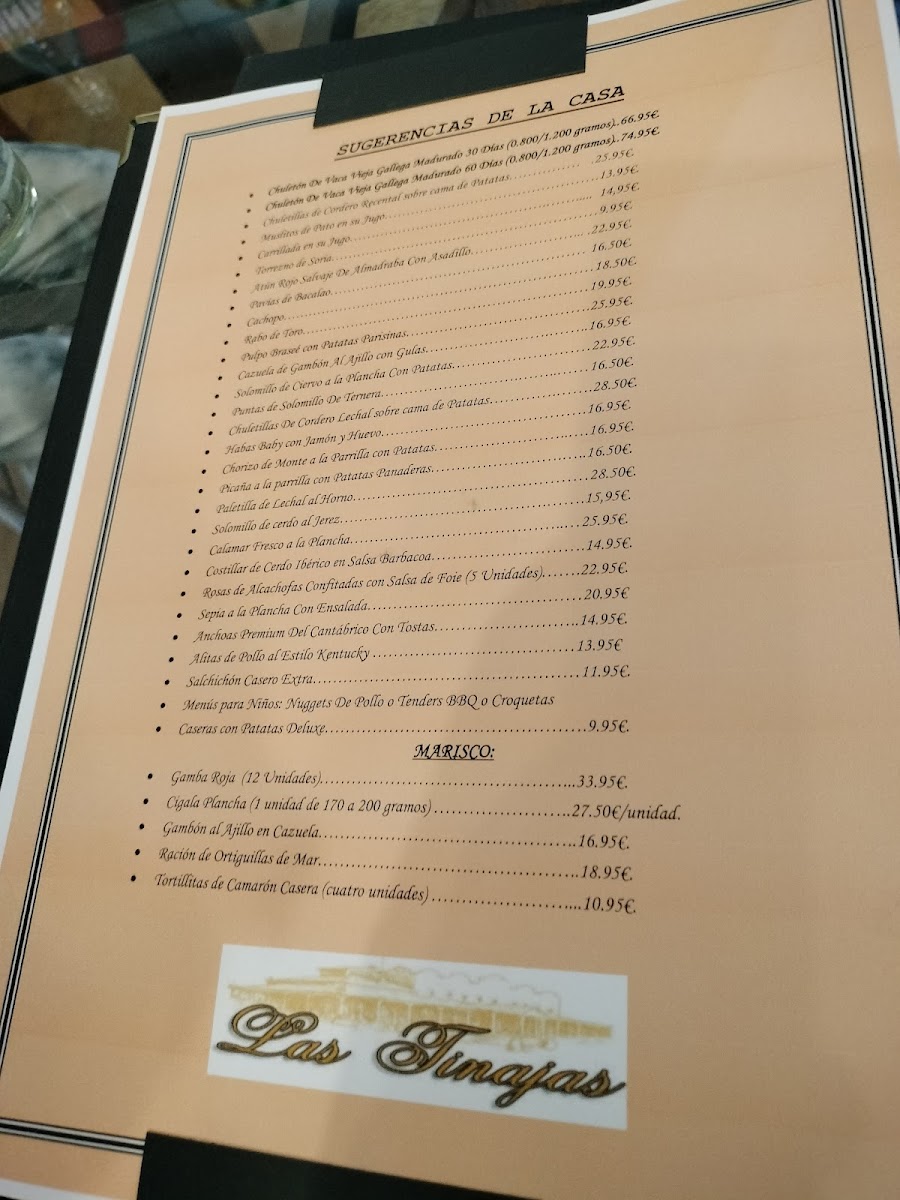 SUGERENCIAS DE LA CASA
• Chuletón De Vaca Vieja Gallega Madurado 30 Días (0.800/1.200 gramos)..66.95€.
• Chuletón De Vaca Vieja Gallega Madurado 60 Días (0.800/1.200 gramos)..74.95€.
• Chuletillas de Cordero Recental sobre cama de Patatas...............25.95€.
• Muslitos de Pato en su Jugo...............13.95€.
• Carrillada en su Jugo...............14,95€.
• Torrezno de Soria...............9.95€.
• Atún Rojo Salvaje De Almadraba Con Asadillo...............22.95€.
• Pavías de Bacalao...............16.50€.
• Cachopo...............18.50€.
• Rabo de Toro...............19.95€.
• Pulpo Braseé con Patatas Parisinas...............25.95€.
• Cazuela de Gambón Al Ajillo con Gulas...............16.95€.
• Solomillo de Ciervo a la Plancha Con Patatas...............22.95€.
• Puntas de Solomillo De Ternera...............16.50€.
• Chuletillas De Cordero Lechal sobre cama de Patatas...............28.50€.
• Habas Baby con Jamón y Huevo...............16.95€.
• Chorizo de Monte a la Parrilla con Patatas...............16.95€.
• Picaña a la parrilla con Patatas Panaderas...............16.50€.
• Paletilla de Lechal al Horno...............28.50€.
• Solomillo de cerdo al Jerez...............15,95€.
• Calamar Fresco a la Plancha...............25.95€.
• Costillar de Cerdo Ibérico en Salsa Barbacoa...............14.95€.
• Rosas de Alcachofas Confitadas con Salsa de Foie (5 Unidades).......22.95€.
• Sepia a la Plancha Con Ensalada...............20.95€
• Anchoas Premium Del Cantábrico Con Tostas...............14.95€.
• Alitas de Pollo al Estilo Kentucky ...............13.95€
• Salchichón Casero Extra...............11.95€.
• Menús para Niños: Nuggets De Pollo o Tenders BBQ o Croquetas
• Caseras con Patatas Deluxe...............9.95€.
MARISCO:
• Gamba Roja (12 Unidades)...............33.95€.
• Cigala Plancha (1 unidad de 170 a 200 gramos)...............27.50€/unidad.
• Gambón al Ajillo en Cazuela...............16.95€.
• Ración de Ortiguillas de Mar...............18.95€.
• Tortillitas de Camarón Casera (cuatro unidades)...............10.95€.
Las Tinajas